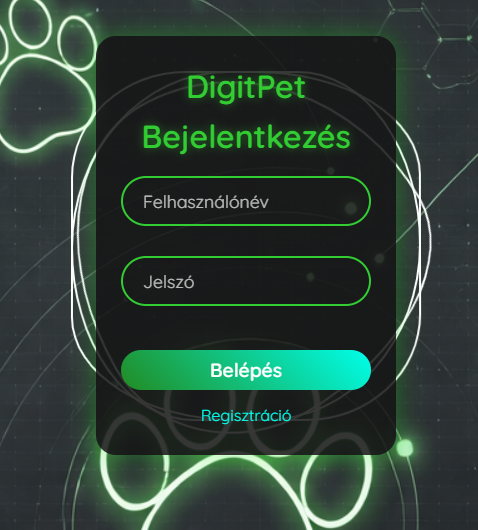 DigitPet
Bejelentkezés
Felhasználónév
Jelszó
Belépés
Regisztráció